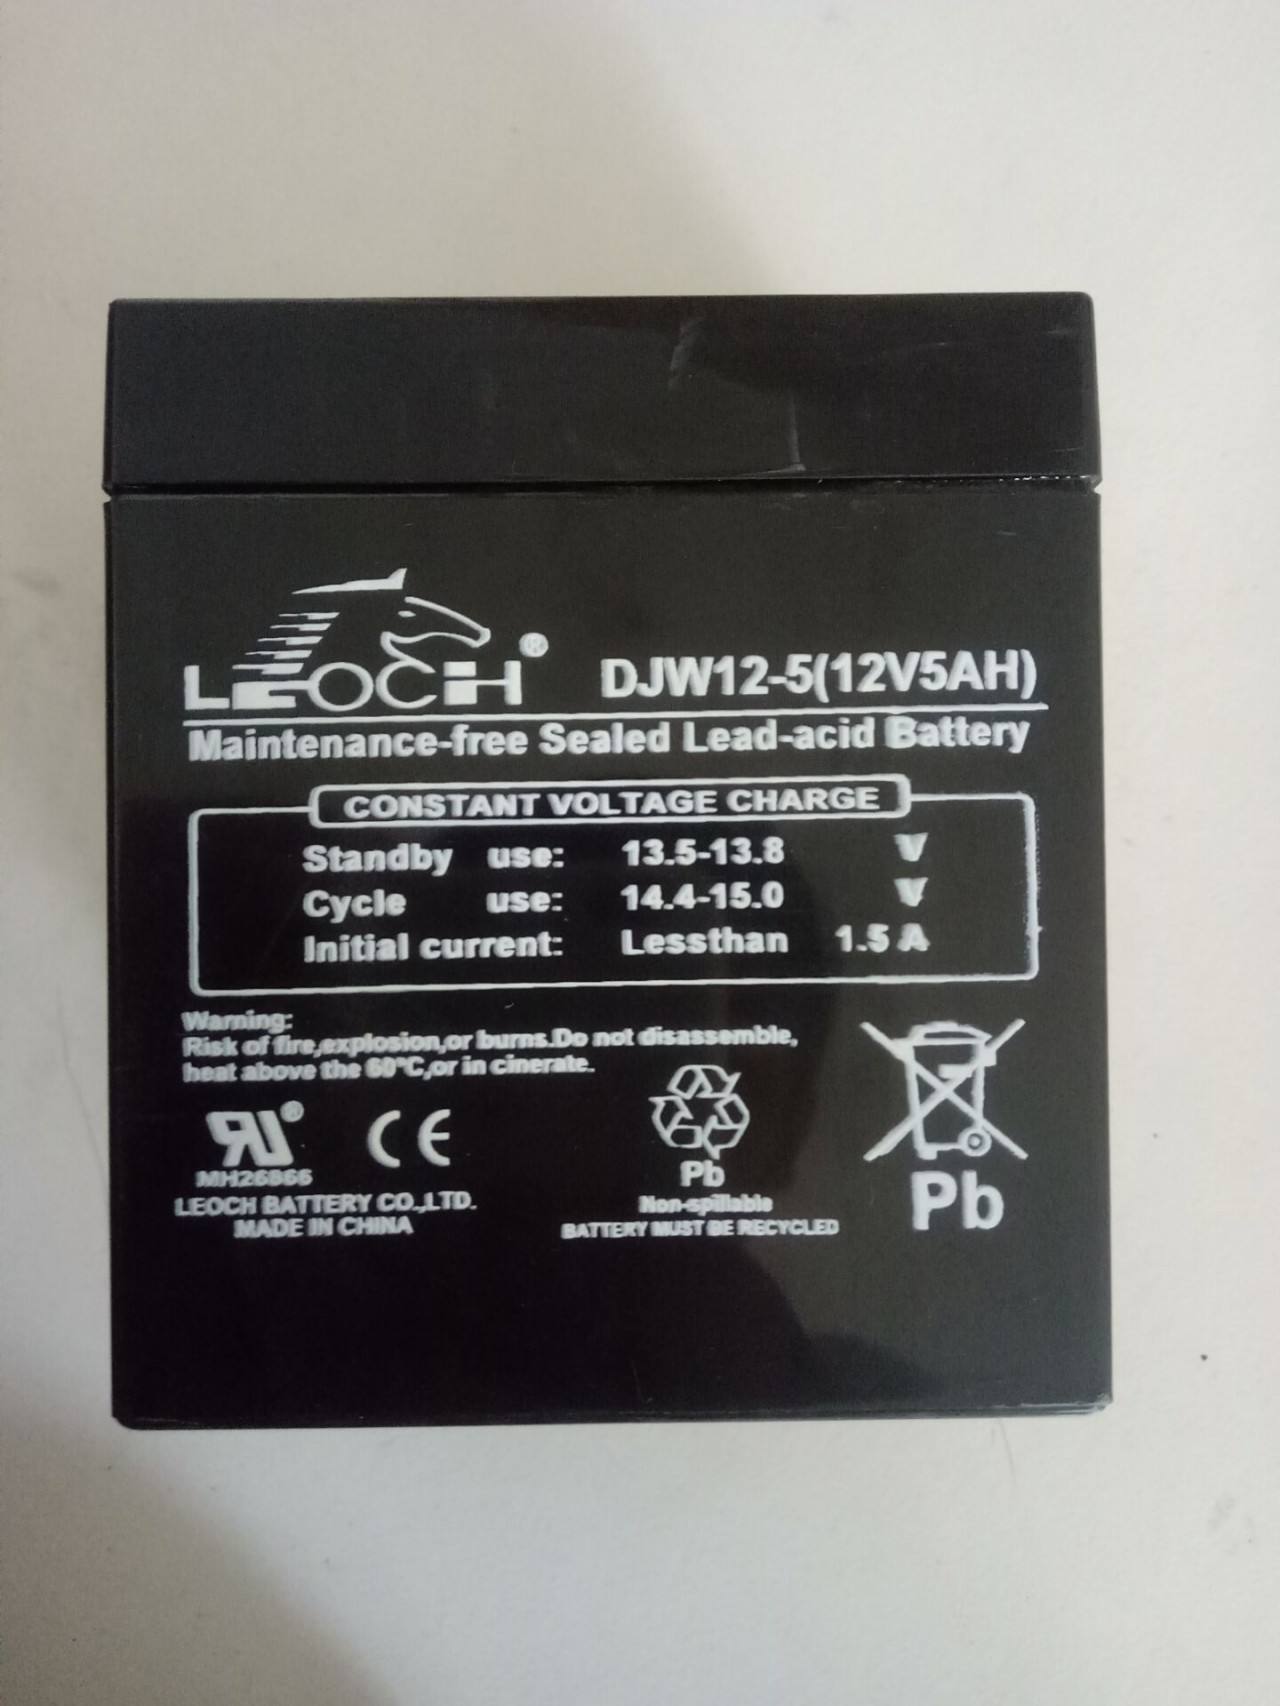 LEOCH® DJW12-5(12V5AH)
Maintenance-free Sealed Lead-acid Battery
CONSTANT VOLTAGE CHARGE
Standby use: 13.5-13.8 V
Cycle use: 14.4-15.0 V
Initial current: Lessthan 1.5 A
Warning:
Risk of fire,explosion,or burns.Do not disassemble,
heat above the 60°C,or in cinerate.
RU® CE
MH26866
LEOCH BATTERY CO.,LTD.
MADE IN CHINA
Pb
Non-spillable
BATTERY MUST BE RECYCLED
Pb